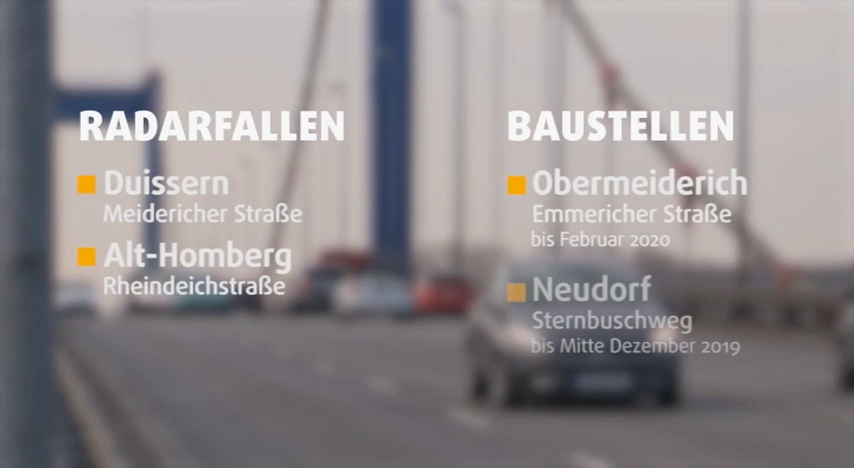 RADARFALLEN
Duissern
Meidericher Straße
Alt-Homberg
Rheindeichstraße
BAUSTELLEN
Obermeiderich
Emmericher Straße
bis Februar 2020
Neudorf
Sternbuschweg
bis Mitte Dezember 2019